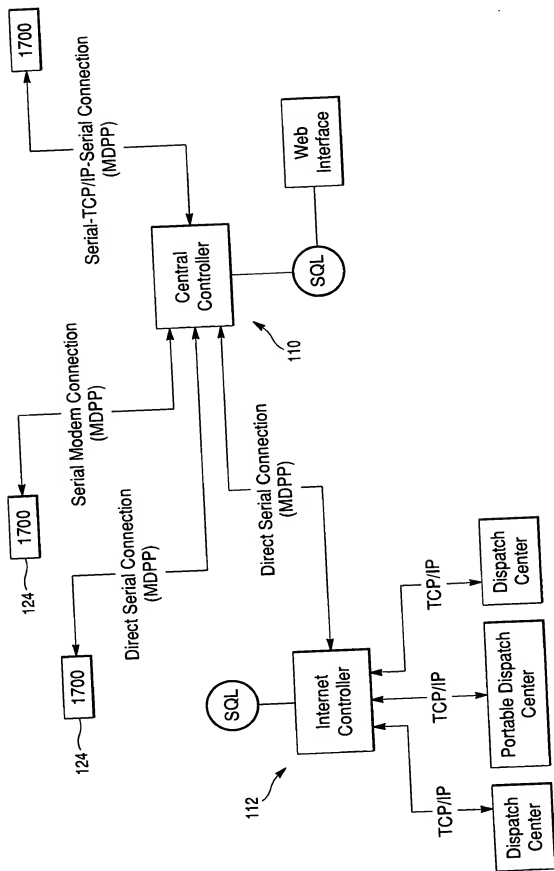 1700
Serial-TCP/IP-Serial Connection
(MDPP)
1700
124
Serial Modem Connection
(MDPP)
1700
124
Direct Serial Connection
(MDPP)
Central
Controller
110
SQL
Web
Interface
Direct Serial Connection
(MDPP)
SQL
Internet
Controller
112
TCP/IP
TCP/IP
TCP/IP
Dispatch
Center
Portable Dispatch
Center
Dispatch
Center